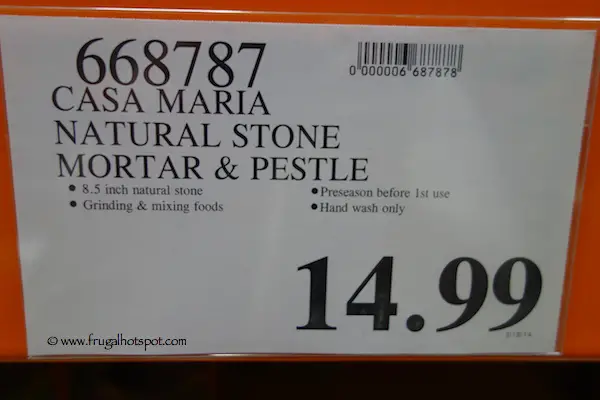 668787
0 000006 687878
CASA MARIA
NATURAL STONE
MORTAR & PESTLE
• 8.5 inch natural stone
• Grinding & mixing foods
• Preseason before 1st use
• Hand wash only
14.99
© www.frugalhotspot.com